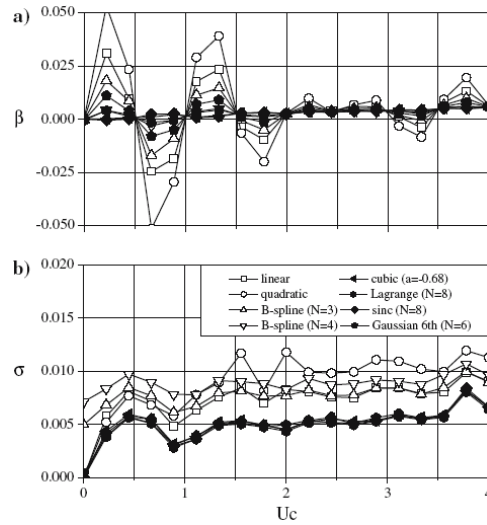 a)
0.050
0.025
0.000
-0.025
-0.050
β
b)
0.020
0.015
0.010
0.005
0.000
σ
linear
quadratic
B-spline (N=3)
B-spline (N=4)
cubic (a=-0.68)
Lagrange (N=8)
sinc (N=8)
Gaussian 6th (N=6)
0 1 2 3 4
Uc